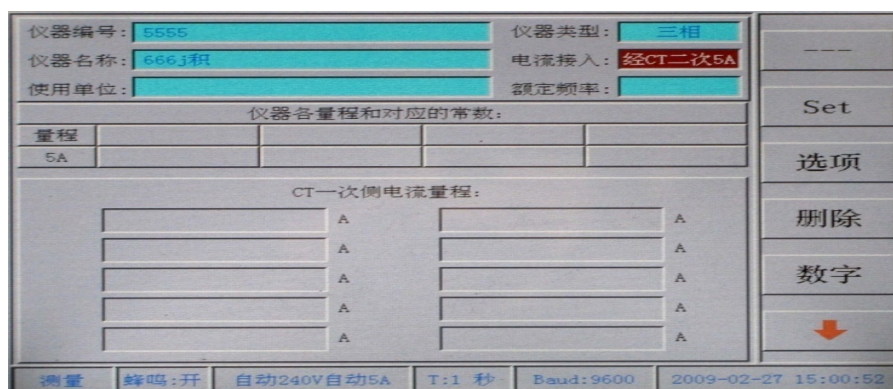 仪器编号: 5555 仪器类型: 三相
仪器名称: 666j积 电流接入: 经CT二次5A
使用单位: 额定频率:
仪器各量程和对应的常数:
量程
5A
CT一次侧电流量程:
A A
A A
A A
A A
A A
---
Set
选项
删除
数字
测量 蜂鸣:开 自动240V自动5A T:1 秒 Baud:9600 2009-02-27 15:00:52